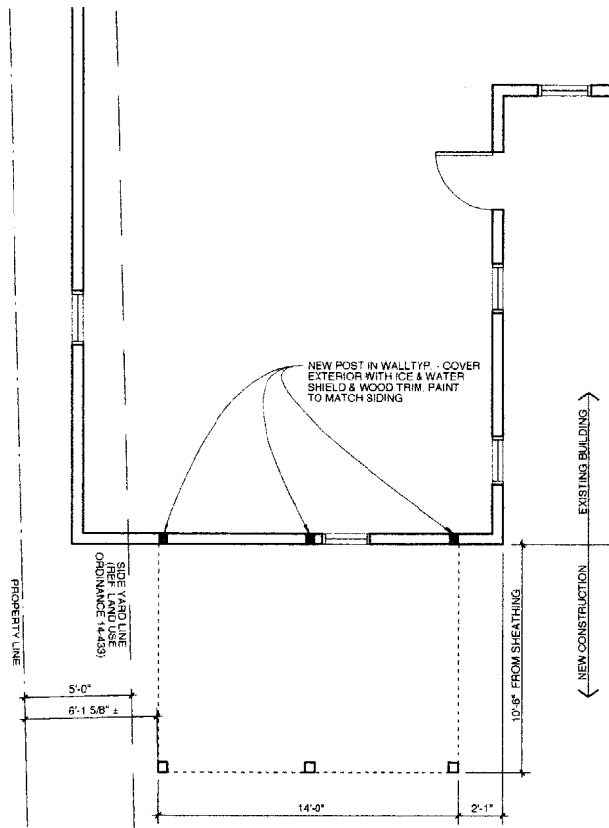 NEW POST IN WALL TYP. - COVER
EXTERIOR WITH ICE & WATER
SHIELD & WOOD TRIM, PAINT
TO MATCH SIDING
EXISTING BUILDING
NEW CONSTRUCTION
SIDE YARD LINE
(REF. LAND USE
ORDINANCE 14-433)
PROPERTY LINE
5'-0"
6'-1 5/8" ±
10'-6" FROM SHEATHING
14'-0"
2'-1"